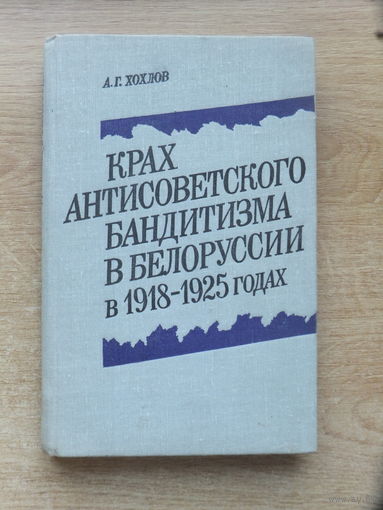 А.Г. ХОХЛОВ
КРАХ
АНТИСОВЕТСКОГО
БАНДИТИЗМА
В БЕЛОРУССИИ
В 1918-1925 ГОДАХ